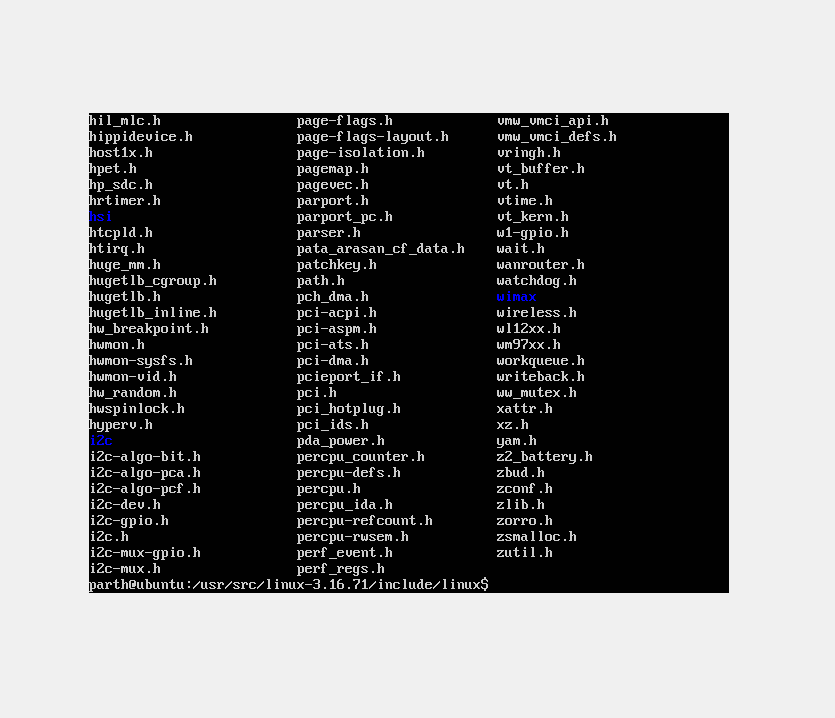 hil_mlc.h page-flags.h vmw_vmci_api.h
hippidevice.h page-flags-layout.h vmw_vmci_defs.h
host1x.h page-isolation.h vringh.h
hpet.h pagemap.h vt_buffer.h
hp_sdc.h pagevec.h vt.h
hrtimer.h parport.h vtime.h
hsi parport_pc.h vt_kern.h
htcpld.h parser.h w1-gpio.h
htirq.h pata_arasan_cf_data.h wait.h
huge_mm.h patchkey.h wanrouter.h
hugetlb_cgroup.h path.h watchdog.h
hugetlb.h pch_dma.h wimax
hugetlb_inline.h pci-acpi.h wireless.h
hw_breakpoint.h pci-aspm.h wl12xx.h
hwmon.h pci-ats.h wm97xx.h
hwmon-sysfs.h pci-dma.h workqueue.h
hwmon-vid.h pcieport_if.h writeback.h
hw_random.h pci.h ww_mutex.h
hwspinlock.h pci_hotplug.h xattr.h
hyperv.h pci_ids.h xz.h
i2c pda_power.h yam.h
i2c-algo-bit.h percpu_counter.h z2_battery.h
i2c-algo-pca.h percpu-defs.h zbud.h
i2c-algo-pcf.h percpu.h zconf.h
i2c-dev.h percpu_ida.h zlib.h
i2c-gpio.h percpu-refcount.h zorro.h
i2c.h percpu-rwsem.h zsmalloc.h
i2c-mux-gpio.h perf_event.h zutil.h
i2c-mux.h perf_regs.h
parth@ubuntu:/usr/src/linux-3.16.71/include/linux$